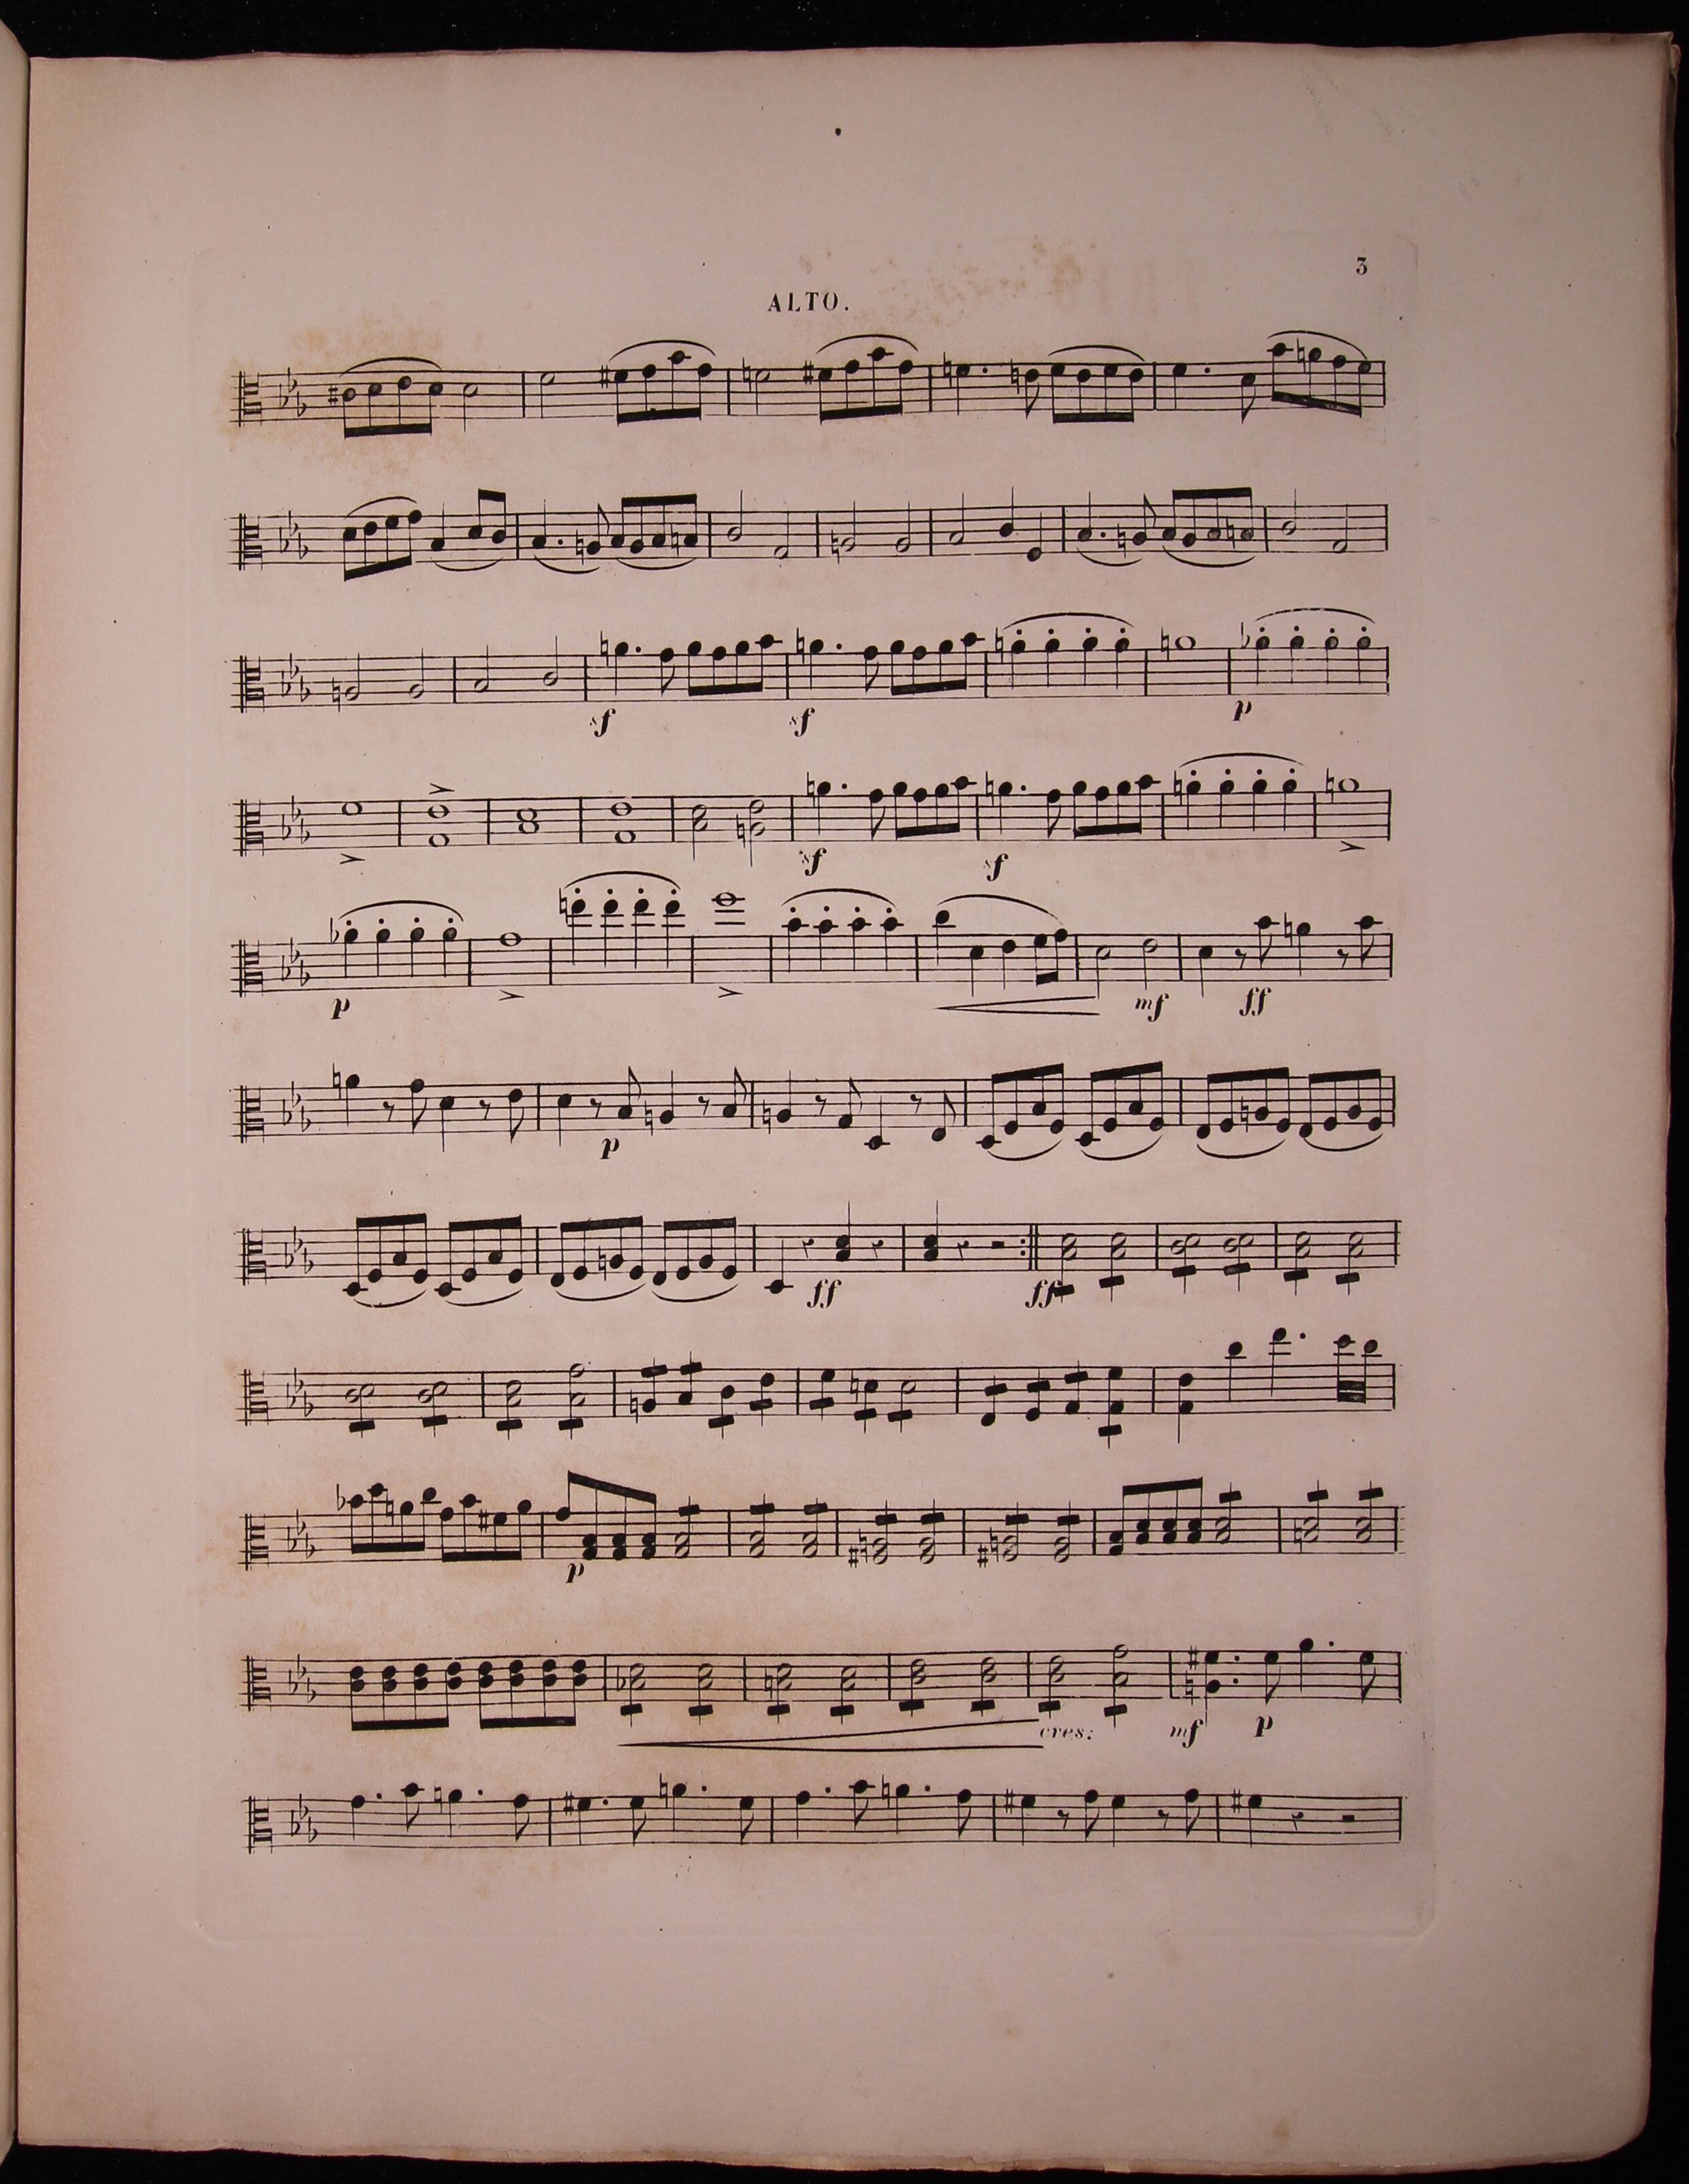 3
ALTO.
sf sf p
sf sf
p mf ff
p
ff ff
p
cres: mf p